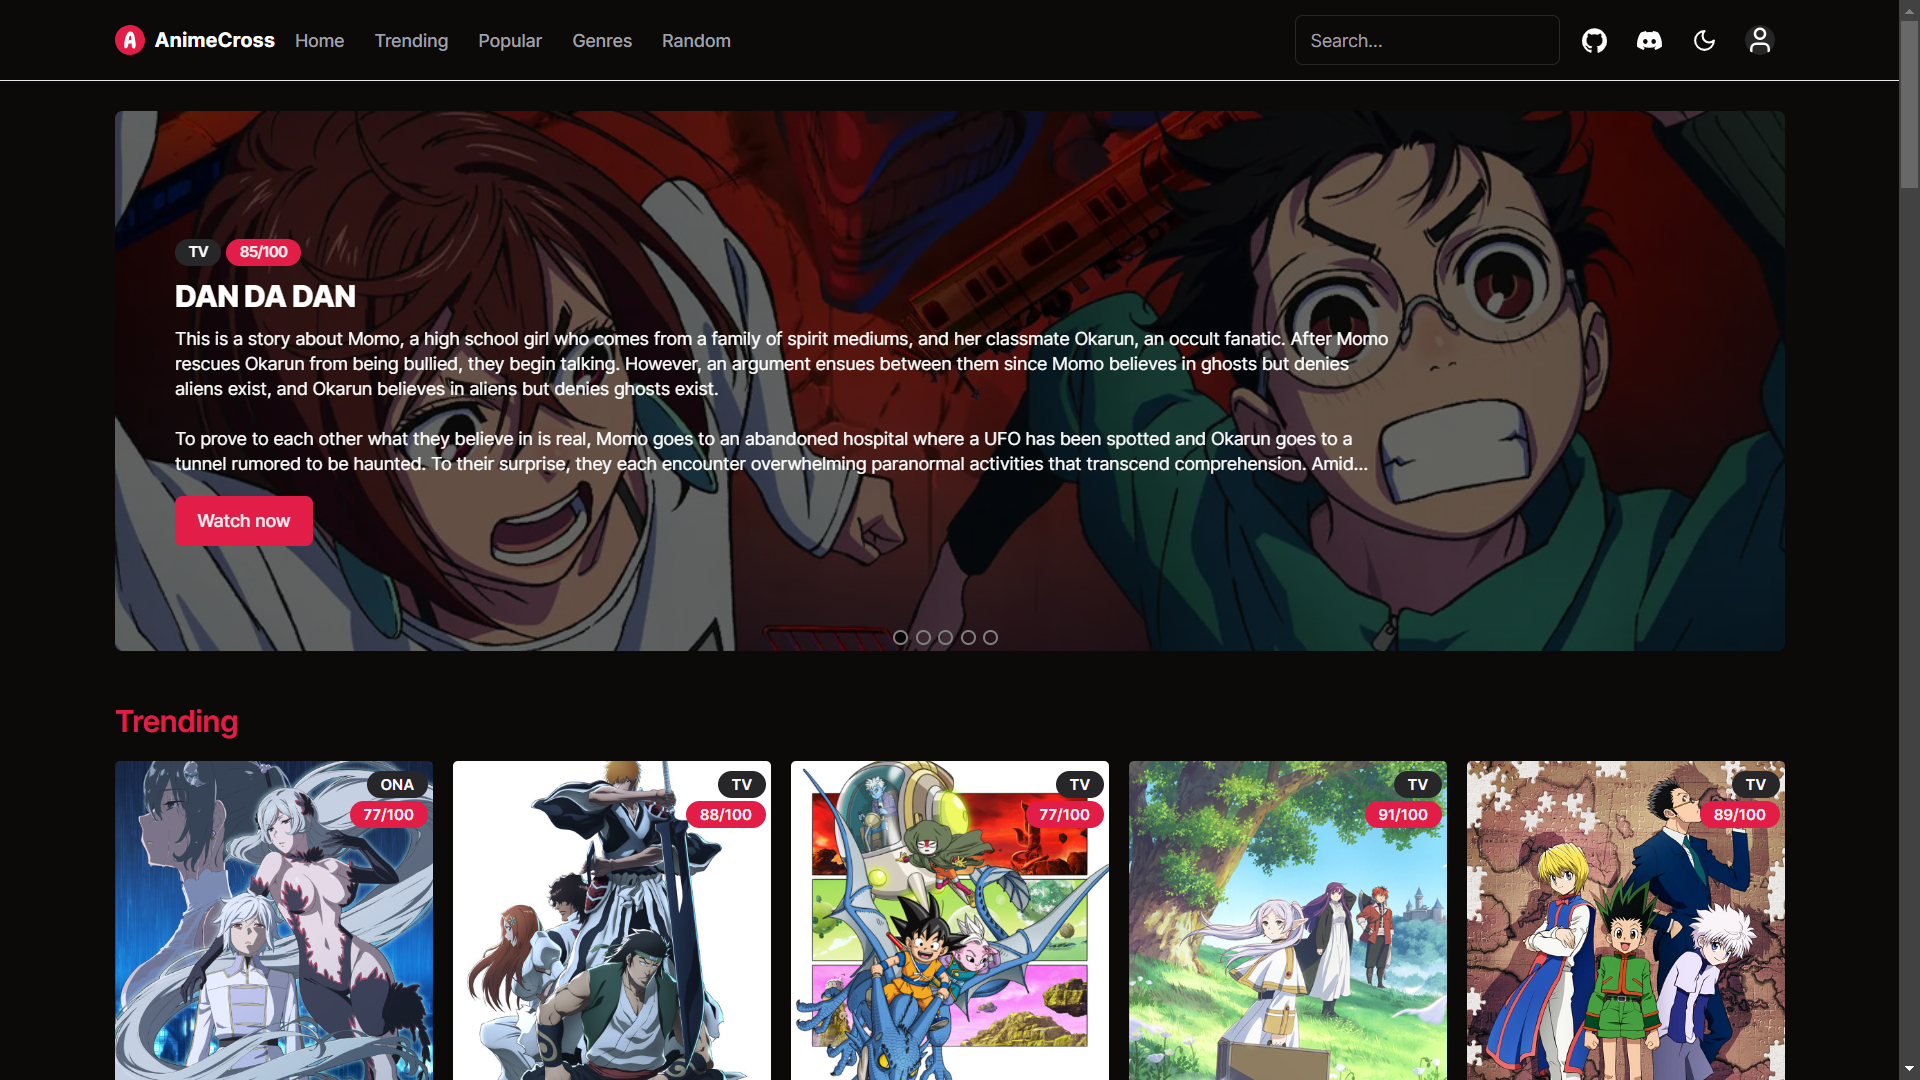 AnimeCross
Home
Trending
Popular
Genres
Random
Search...
TV
85/100
DAN DA DAN
This is a story about Momo, a high school girl who comes from a family of spirit mediums, and her classmate Okarun, an occult fanatic. After Momo
rescues Okarun from being bullied, they begin talking. However, an argument ensues between them since Momo believes in ghosts but denies
aliens exist, and Okarun believes in aliens but denies ghosts exist.
To prove to each other what they believe in is real, Momo goes to an abandoned hospital where a UFO has been spotted and Okarun goes to a
tunnel rumored to be haunted. To their surprise, they each encounter overwhelming paranormal activities that transcend comprehension. Amid...
Watch now
Trending
ONA
77/100
TV
88/100
TV
77/100
TV
91/100
TV
89/100